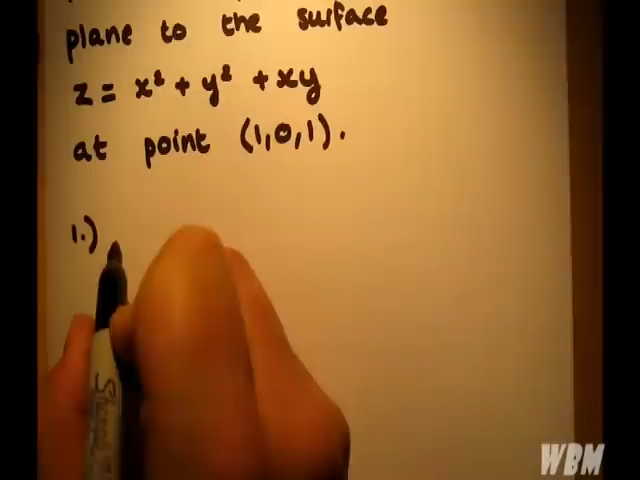 plane to the surface
z = x² + y² + xy
at point (1,0,1).
1.)
WBM